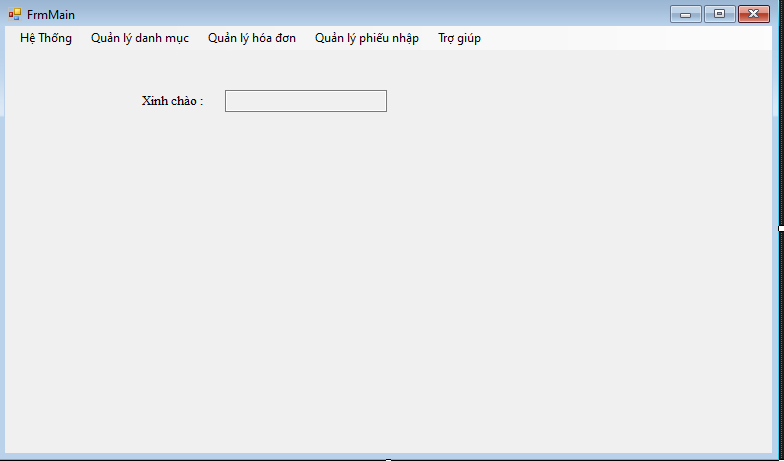 FrmMain
Hệ Thống Quản lý danh mục Quản lý hóa đơn Quản lý phiếu nhập Trợ giúp
Xinh chào :